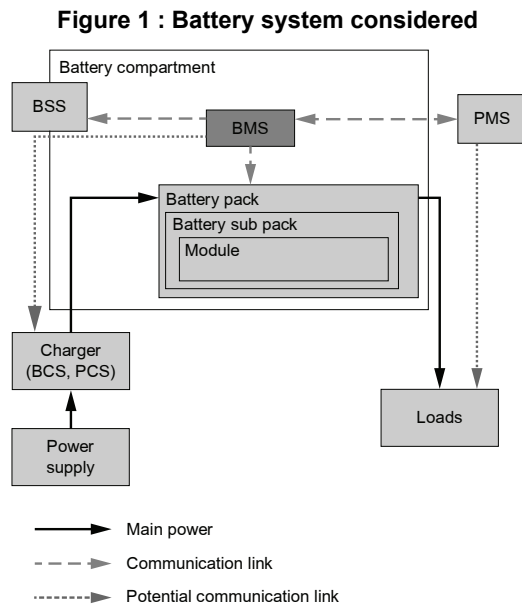 Figure 1 : Battery system considered
Battery compartment
BSS
BMS
PMS
Battery pack
Battery sub pack
Module
Charger
(BCS, PCS)
Loads
Power
supply
Main power
Communication link
Potential communication link